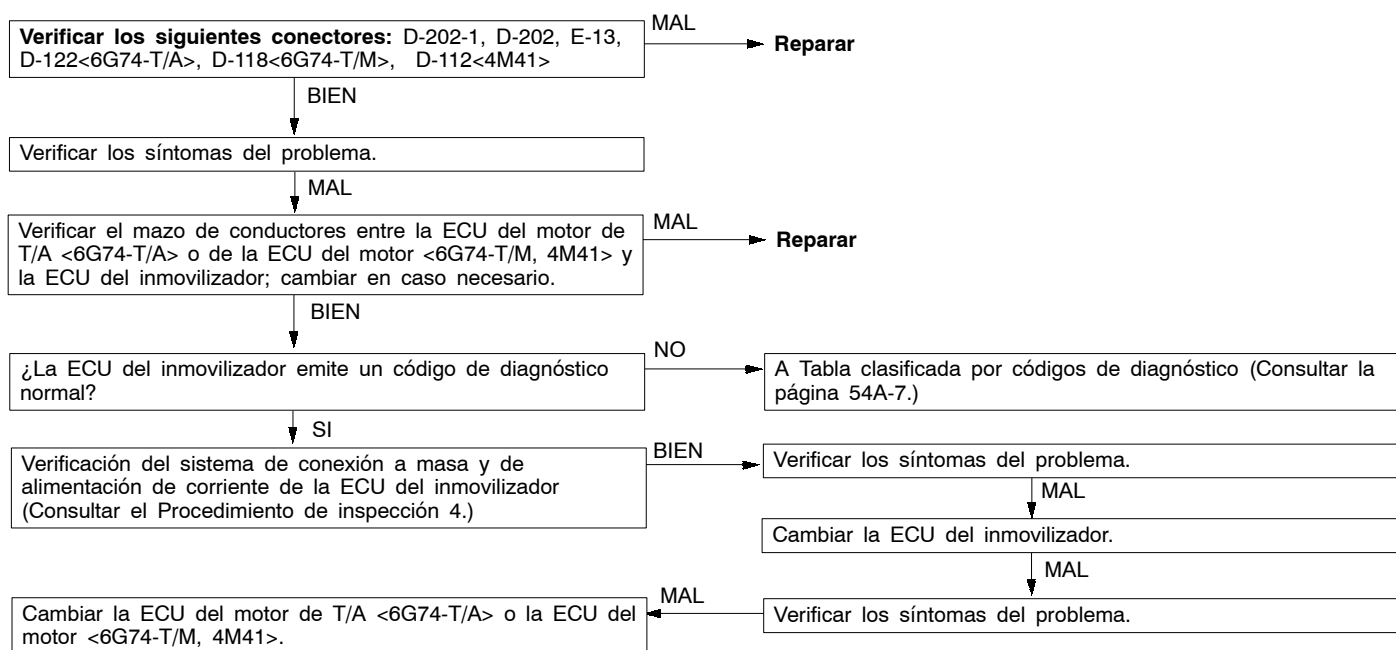 Verificar los siguientes conectores: D-202-1, D-202, E-13,
D-122<6G74-T/A>, D-118<6G74-T/M>, D-112<4M41>
MAL
Reparar
BIEN
Verificar los síntomas del problema.
MAL
Verificar el mazo de conductores entre la ECU del motor de
T/A <6G74-T/A> o de la ECU del motor <6G74-T/M, 4M41> y
la ECU del inmovilizador; cambiar en caso necesario.
MAL
Reparar
BIEN
¿La ECU del inmovilizador emite un código de diagnóstico
normal?
NO
A Tabla clasificada por códigos de diagnóstico (Consultar la
página 54A-7.)
SI
Verificación del sistema de conexión a masa y de
alimentación de corriente de la ECU del inmovilizador
(Consultar el Procedimiento de inspección 4.)
BIEN
Verificar los síntomas del problema.
MAL
Cambiar la ECU del inmovilizador.
MAL
Verificar los síntomas del problema.
MAL
Cambiar la ECU del motor de T/A <6G74-T/A> o la ECU del
motor <6G74-T/M, 4M41>.